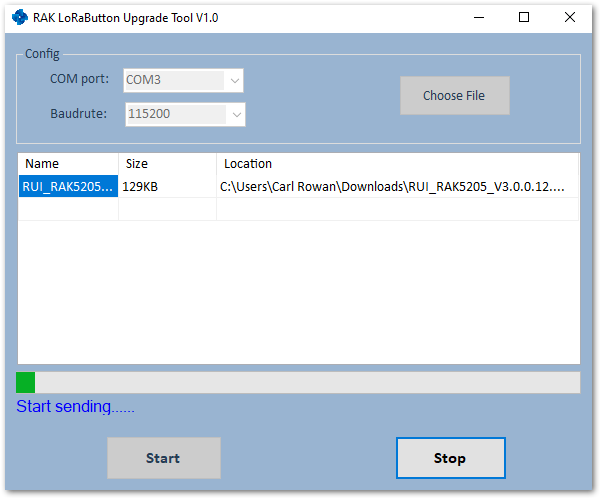 RAK LoRaButton Upgrade Tool V1.0
Config
COM port: COM3
Choose File
Baudrute: 115200
Name Size Location
RUI_RAK5205... 129KB C:\Users\Carl Rowan\Downloads\RUI_RAK5205_V3.0.0.12....
Start sending......
Start Stop